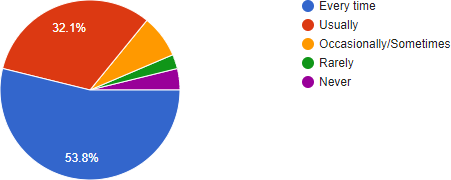 32.1%
53.8%
Every time
Usually
Occasionally/Sometimes
Rarely
Never